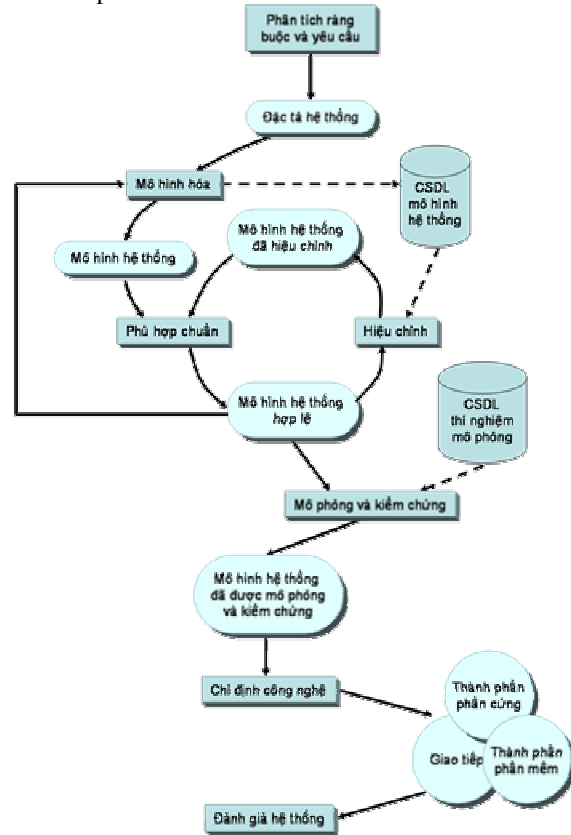 Phân tích ràng
buộc và yêu cầu
Đặc tả hệ thống
Mô hình hóa
CSDL
mô hình
hệ thống
Mô hình hệ thống
đã hiệu chỉnh
Mô hình hệ thống
Phù hợp chuẩn
Hiệu chỉnh
Mô hình hệ thống
hợp lệ
CSDL
thí nghiệm
mô phỏng
Mô phỏng và kiểm chứng
Mô hình hệ thống
đã được mô phỏng
và kiểm chứng
Chỉ định công nghệ
Thành phần
phần cứng
Giao tiếp
Thành phần
phần mềm
Đánh giá hệ thống